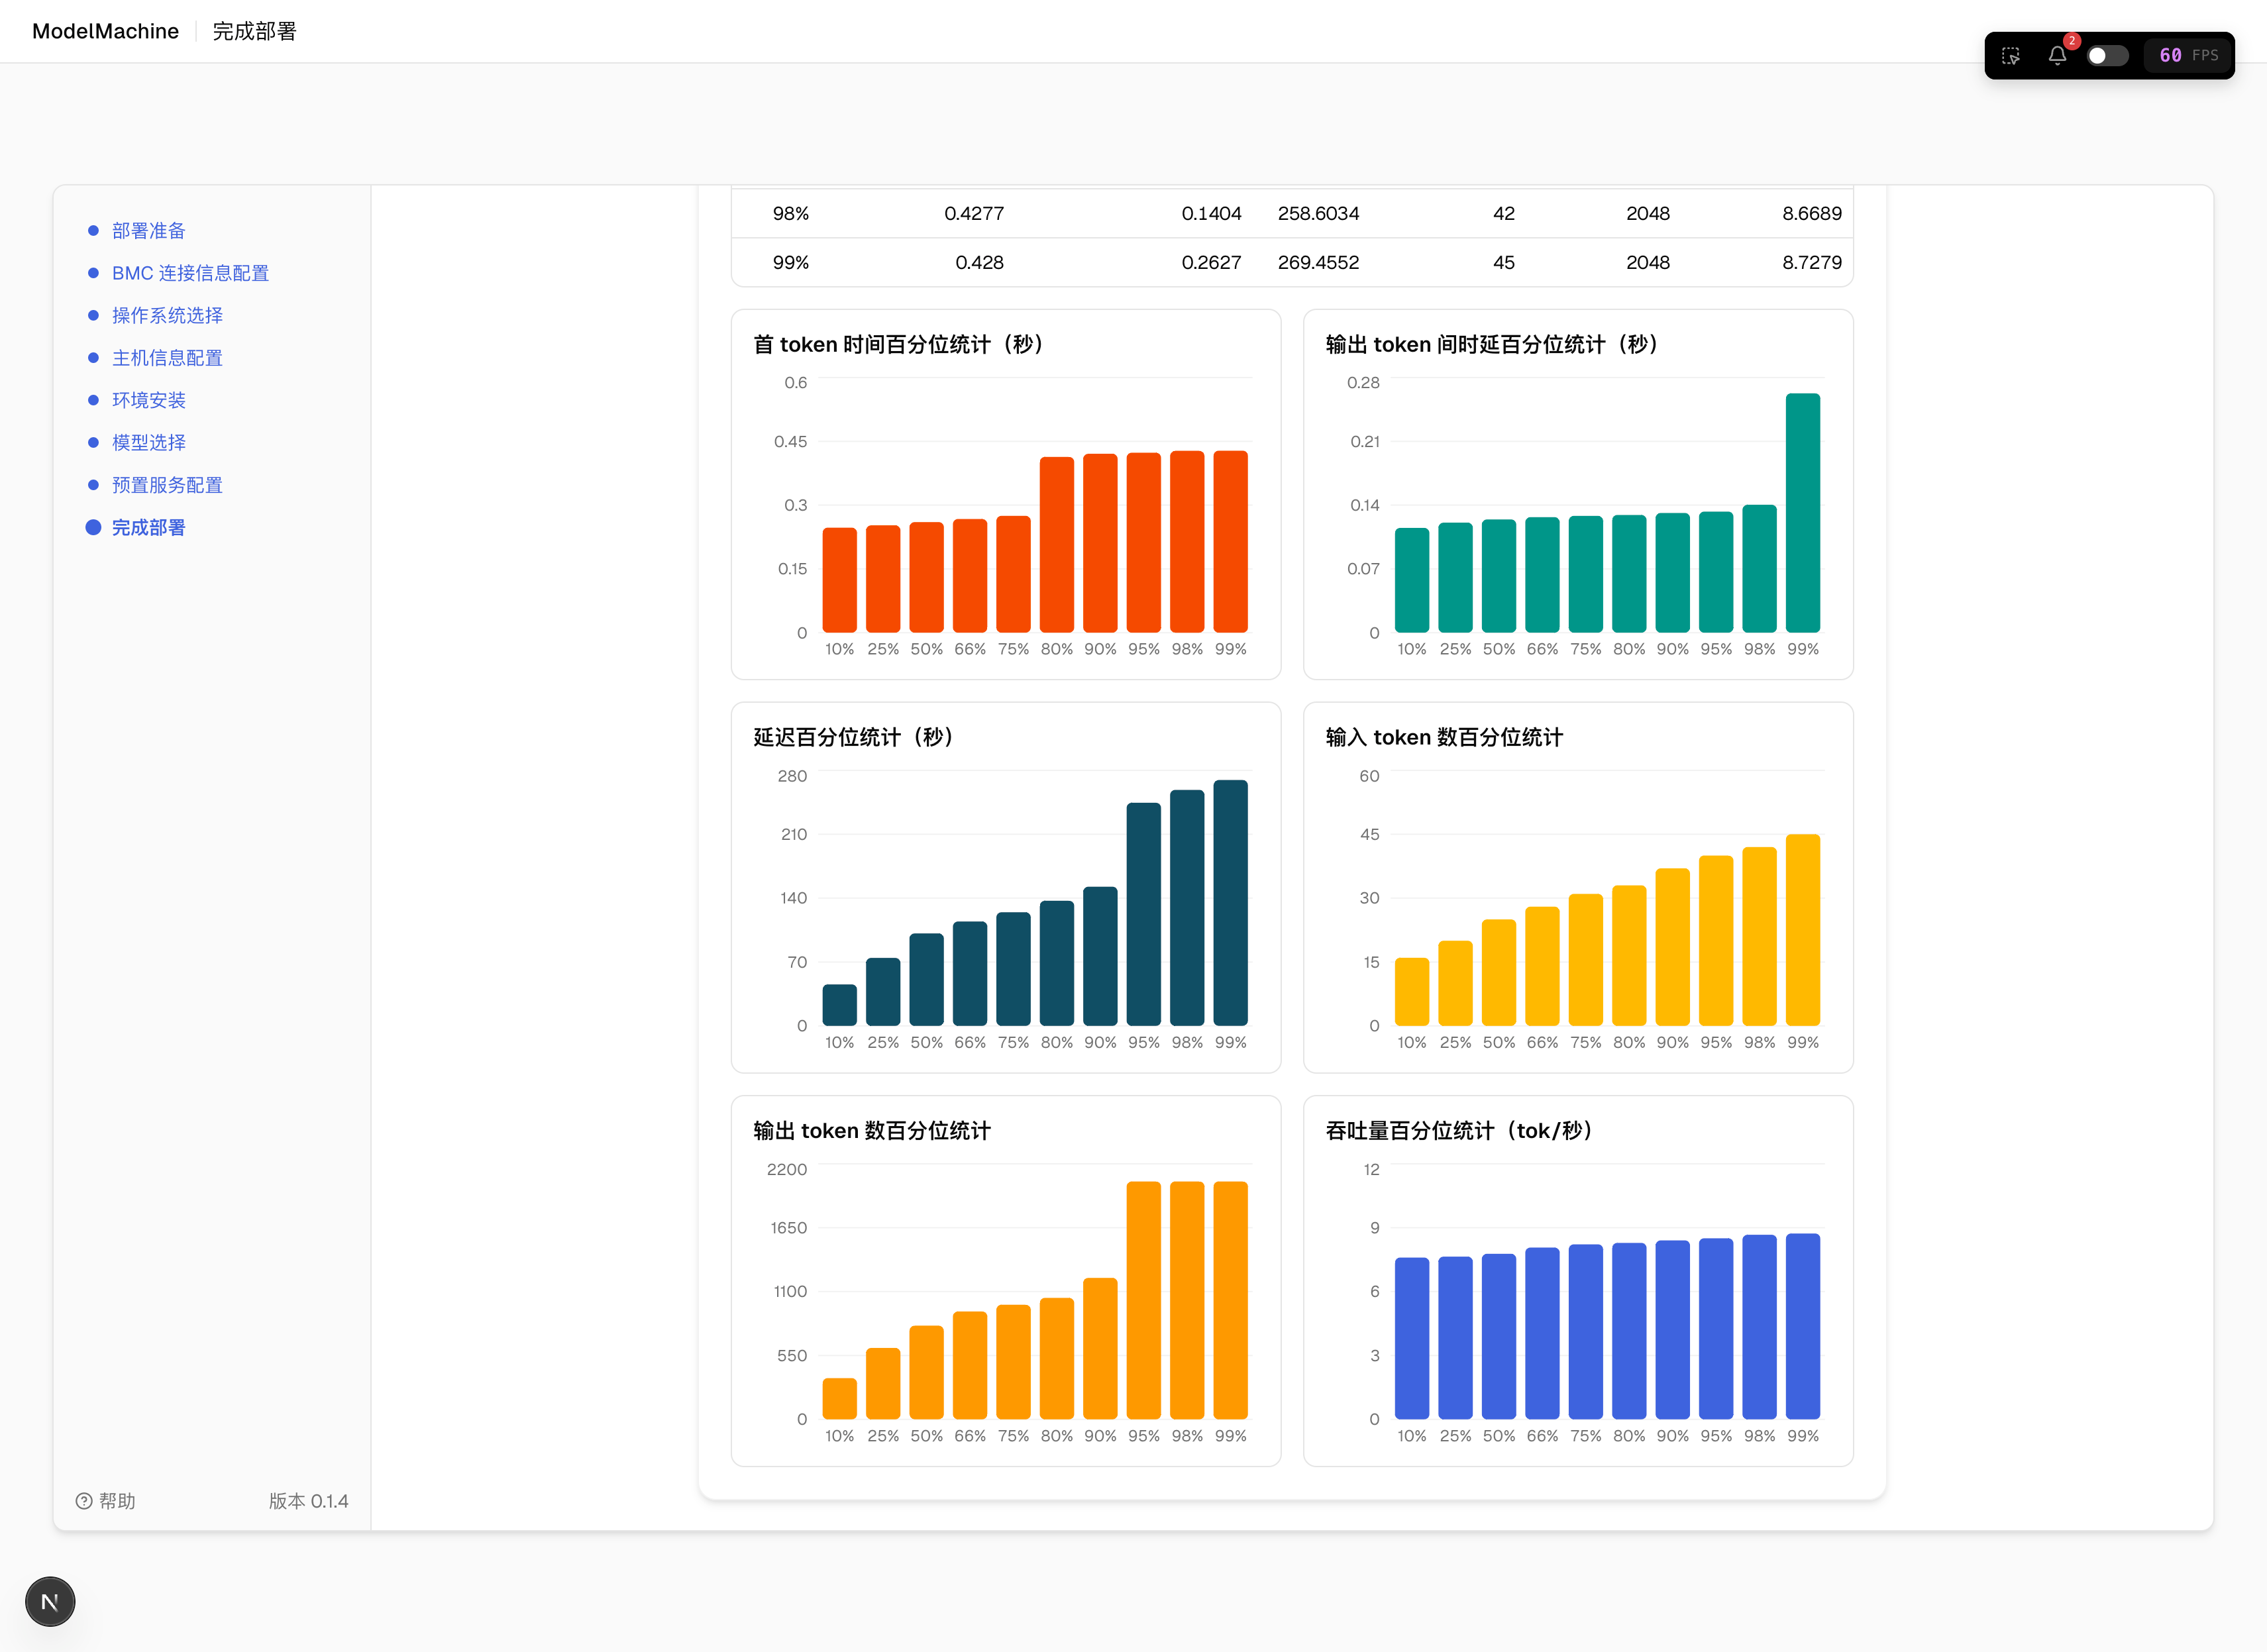 ModelMachine 完成部署
2
60 FPS
部署准备
BMC 连接信息配置
操作系统选择
主机信息配置
环境安装
模型选择
预置服务配置
完成部署
帮助 版本 0.1.4
98% 0.4277 0.1404 258.6034 42 2048 8.6689
99% 0.428 0.2627 269.4552 45 2048 8.7279
首 token 时间百分位统计（秒）
0.6
0.45
0.3
0.15
0
10% 25% 50% 66% 75% 80% 90% 95% 98% 99%
输出 token 间时延百分位统计（秒）
0.28
0.21
0.14
0.07
0
10% 25% 50% 66% 75% 80% 90% 95% 98% 99%
延迟百分位统计（秒）
280
210
140
70
0
10% 25% 50% 66% 75% 80% 90% 95% 98% 99%
输入 token 数百分位统计
60
45
30
15
0
10% 25% 50% 66% 75% 80% 90% 95% 98% 99%
输出 token 数百分位统计
2200
1650
1100
550
0
10% 25% 50% 66% 75% 80% 90% 95% 98% 99%
吞吐量百分位统计（tok/秒）
12
9
6
3
0
10% 25% 50% 66% 75% 80% 90% 95% 98% 99%
N